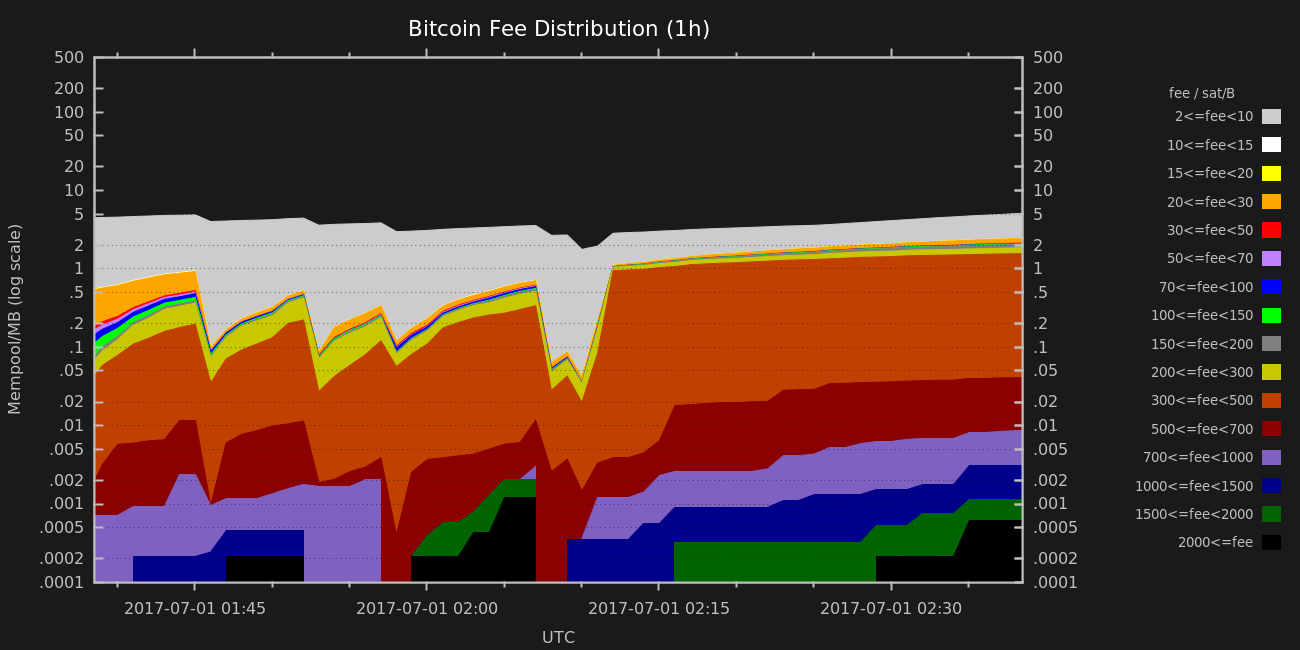 Bitcoin Fee Distribution (1h)
500 500
200 200
100 100
50 50
20 20
10 10
5 5
2 2
1 1
.5 .5
.2 .2
.1 .1
.05 .05
.02 .02
.01 .01
.005 .005
.002 .002
.001 .001
.0005 .0005
.0002 .0002
.0001 .0001
Mempool/MB (log scale)
2017-07-01 01:45 2017-07-01 02:00 2017-07-01 02:15 2017-07-01 02:30
UTC
fee / sat/B
2<=fee<10
10<=fee<15
15<=fee<20
20<=fee<30
30<=fee<50
50<=fee<70
70<=fee<100
100<=fee<150
150<=fee<200
200<=fee<300
300<=fee<500
500<=fee<700
700<=fee<1000
1000<=fee<1500
1500<=fee<2000
2000<=fee